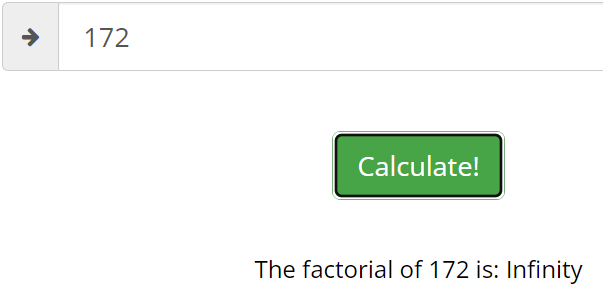 172
Calculate!
The factorial of 172 is: Infinity